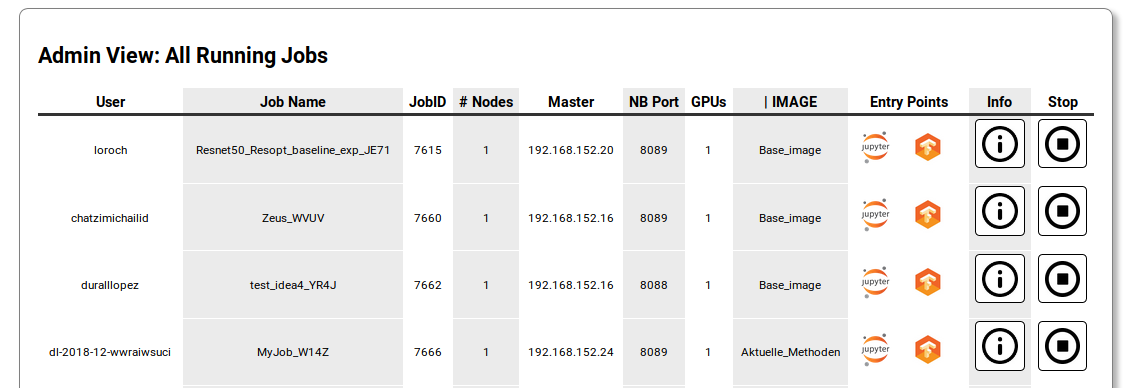 Admin View: All Running Jobs
User Job Name JobID # Nodes Master NB Port GPUs | IMAGE Entry Points Info Stop
loroch Resnet50_Resopt_baseline_exp_JE71 7615 1 192.168.152.20 8089 1 Base_image jupyter
chatzimichailid Zeus_WVUV 7660 1 192.168.152.16 8089 1 Base_image jupyter
duralllopez test_idea4_YR4J 7662 1 192.168.152.16 8088 1 Base_image jupyter
dl-2018-12-wwraiwsuci MyJob_W14Z 7666 1 192.168.152.24 8089 1 Aktuelle_Methoden jupyter